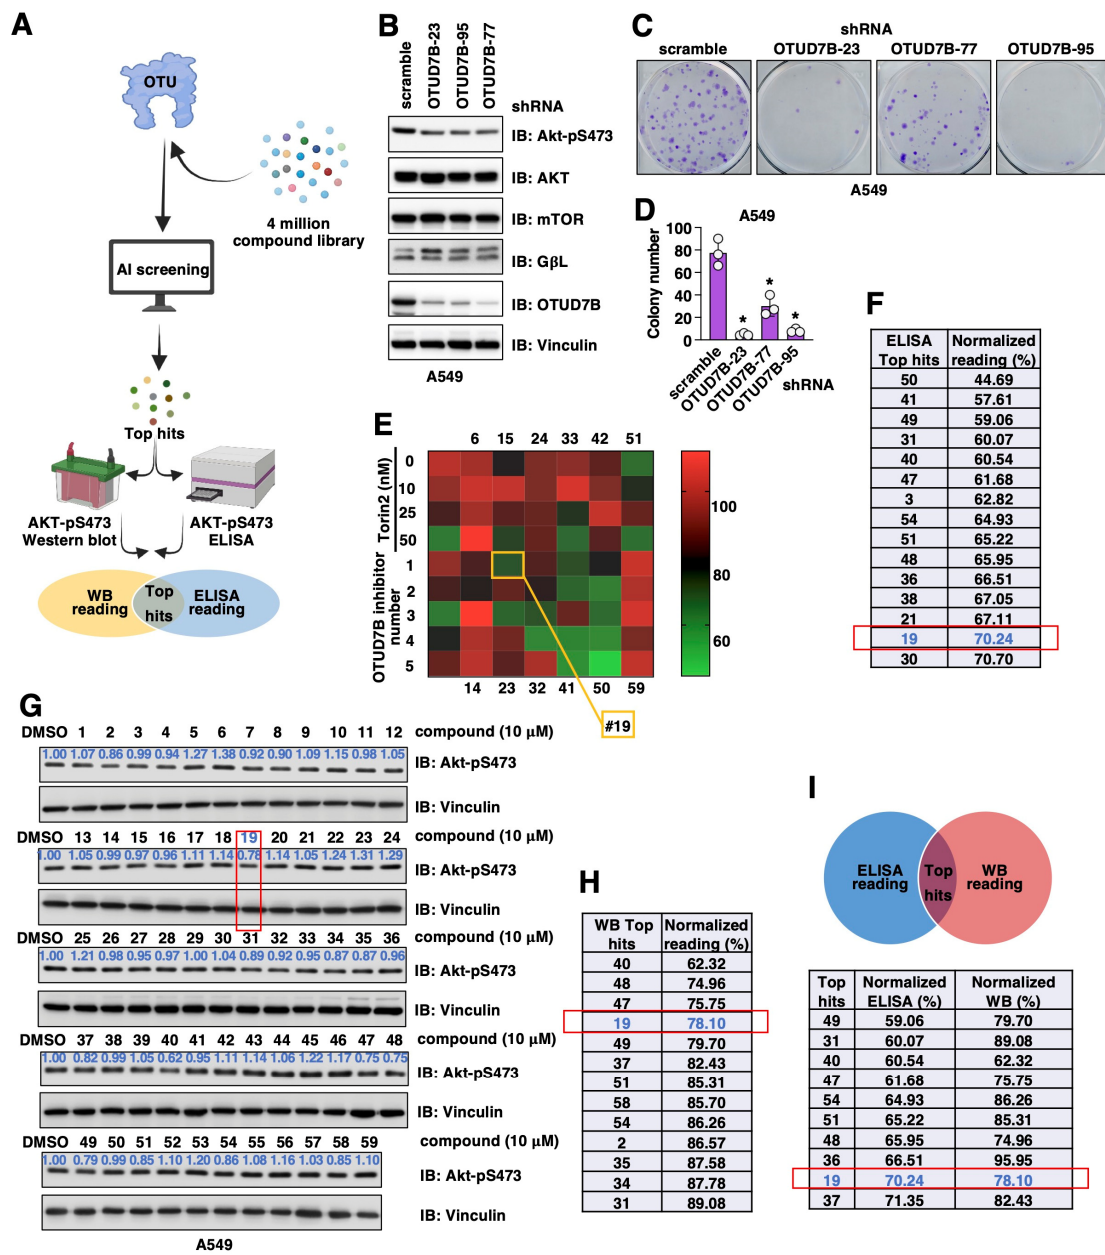 A
OTU
4 million
compound library
AI screening
Top hits
AKT-pS473
Western blot
AKT-pS473
ELISA
WB
reading
Top
hits
ELISA
reading
B
scramble
OTUD7B-23
OTUD7B-95
OTUD7B-77
shRNA
IB: Akt-pS473
IB: AKT
IB: mTOR
IB: GβL
IB: OTUD7B
IB: Vinculin
A549
C
shRNA
scramble OTUD7B-23 OTUD7B-77 OTUD7B-95
A549
D
A549
Colony number
100
80
60
40
20
0
* * *
scramble
OTUD7B-23
OTUD7B-77
OTUD7B-95
shRNA
E
6 15 24 33 42 51
Torin2 (nM)
0
10
25
50
OTUD7B inhibitor
number
1
2
3
4
5
14 23 32 41 50 59
100
80
60
#19
F
ELISA Top hits Normalized reading (%)
50 44.69
41 57.61
49 59.06
31 60.07
40 60.54
47 61.68
3 62.82
54 64.93
51 65.22
48 65.95
36 66.51
38 67.05
21 67.11
19 70.24
30 70.70
G
DMSO 1 2 3 4 5 6 7 8 9 10 11 12 compound (10 μM)
1.00 1.07 0.86 0.99 0.94 1.27 1.38 0.92 0.90 1.09 1.15 0.98 1.05
IB: Akt-pS473
IB: Vinculin
DMSO 13 14 15 16 17 18 19 20 21 22 23 24 compound (10 μM)
1.00 1.05 0.99 0.97 0.96 1.11 1.14 0.78 1.14 1.05 1.24 1.31 1.29
IB: Akt-pS473
IB: Vinculin
DMSO 25 26 27 28 29 30 31 32 33 34 35 36 compound (10 μM)
1.00 1.21 0.98 0.95 0.97 1.00 1.04 0.89 0.92 0.95 0.87 0.87 0.96
IB: Akt-pS473
IB: Vinculin
DMSO 37 38 39 40 41 42 43 44 45 46 47 48 compound (10 μM)
1.00 0.82 0.99 1.05 0.62 0.95 1.11 1.14 1.06 1.22 1.17 0.75 0.75
IB: Akt-pS473
IB: Vinculin
DMSO 49 50 51 52 53 54 55 56 57 58 59 compound (10 μM)
1.00 0.79 0.99 0.85 1.10 1.20 0.86 1.08 1.16 1.03 0.85 1.10
IB: Akt-pS473
IB: Vinculin
A549
H
WB Top hits Normalized reading (%)
40 62.32
48 74.96
47 75.75
19 78.10
49 79.70
37 82.43
51 85.31
58 85.70
54 86.26
2 86.57
35 87.58
34 87.78
31 89.08
I
ELISA
reading
Top
hits
WB
reading
Top hits Normalized ELISA (%) Normalized WB (%)
49 59.06 79.70
31 60.07 89.08
40 60.54 62.32
47 61.68 75.75
54 64.93 86.26
51 65.22 85.31
48 65.95 74.96
36 66.51 95.95
19 70.24 78.10
37 71.35 82.43